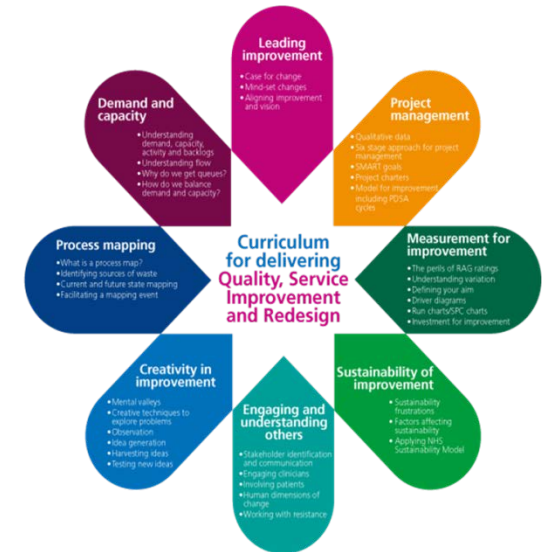 Leading
improvement
•Case for change
•Mind-set changes
•Aligning improvement
and vision
Project
management
•Qualitative data
•Six stage approach for project
management
•SMART goals
•Project charters
•Model for improvement
including PDSA
cycles
Measurement for
improvement
•The perils of RAG ratings
•Understanding variation
•Defining your aim
•Driver diagrams
•Run charts/SPC charts
•Investment for improvement
Sustainability of
improvement
•Sustainability
frustrations
•Factors affecting
sustainability
•Applying NHS
Sustainability Model
Engaging and
understanding
others
•Stakeholder identification
and communication
•Engaging clinicians
•Involving patients
•Human dimensions of
change
•Working with resistance
Creativity in
improvement
•Mental valleys
•Creative techniques to
explore problems
•Observation
•Idea generation
•Harvesting ideas
•Testing new ideas
Process mapping
•What is a process map?
•Identifying sources of waste
•Current and future state mapping
•Facilitating a mapping event
Demand and
capacity
•Understanding
demand, capacity,
activity and backlogs
•Understanding flow
•Why do we get queues?
•How do we balance
demand and capacity?
Curriculum
for delivering
Quality, Service
Improvement
and Redesign